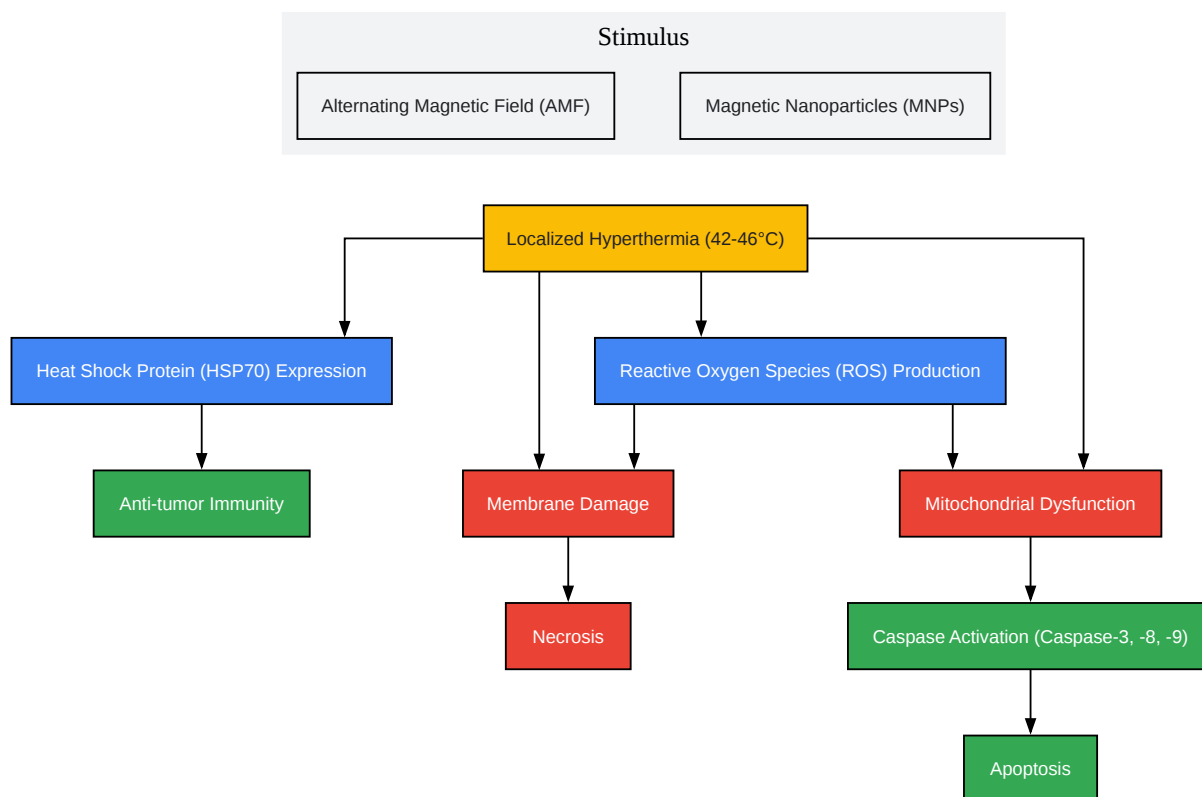 Stimulus
Alternating Magnetic Field (AMF)
Magnetic Nanoparticles (MNPs)
Localized Hyperthermia (42-46°C)
Heat Shock Protein (HSP70) Expression
Reactive Oxygen Species (ROS) Production
Anti-tumor Immunity
Membrane Damage
Mitochondrial Dysfunction
Necrosis
Caspase Activation (Caspase-3, -8, -9)
Apoptosis